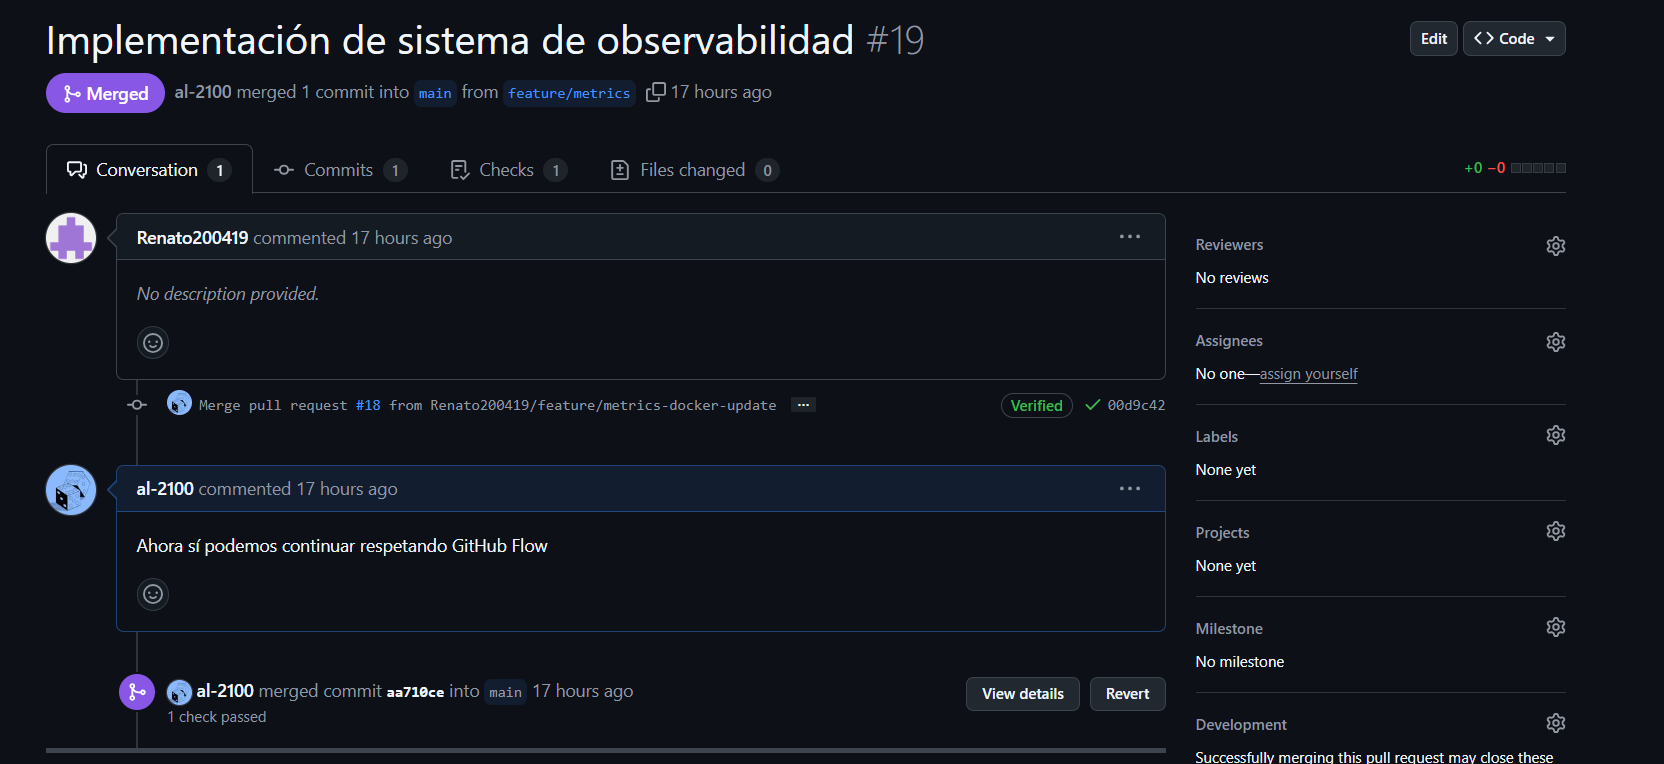 Implementación de sistema de observabilidad #19
Edit
Code
Merged
al-2100 merged 1 commit into main from feature/metrics 17 hours ago
Conversation 1
Commits 1
Checks 1
Files changed 0
+0 −0
Renato200419 commented 17 hours ago
No description provided.
Merge pull request #18 from Renato200419/feature/metrics-docker-update ...
Verified
00d9c42
al-2100 commented 17 hours ago
Ahora sí podemos continuar respetando GitHub Flow
al-2100 merged commit aa710ce into main 17 hours ago
1 check passed
View details
Revert
Reviewers
No reviews
Assignees
No one—assign yourself
Labels
None yet
Projects
None yet
Milestone
No milestone
Development
Successfully merging this pull request may close these